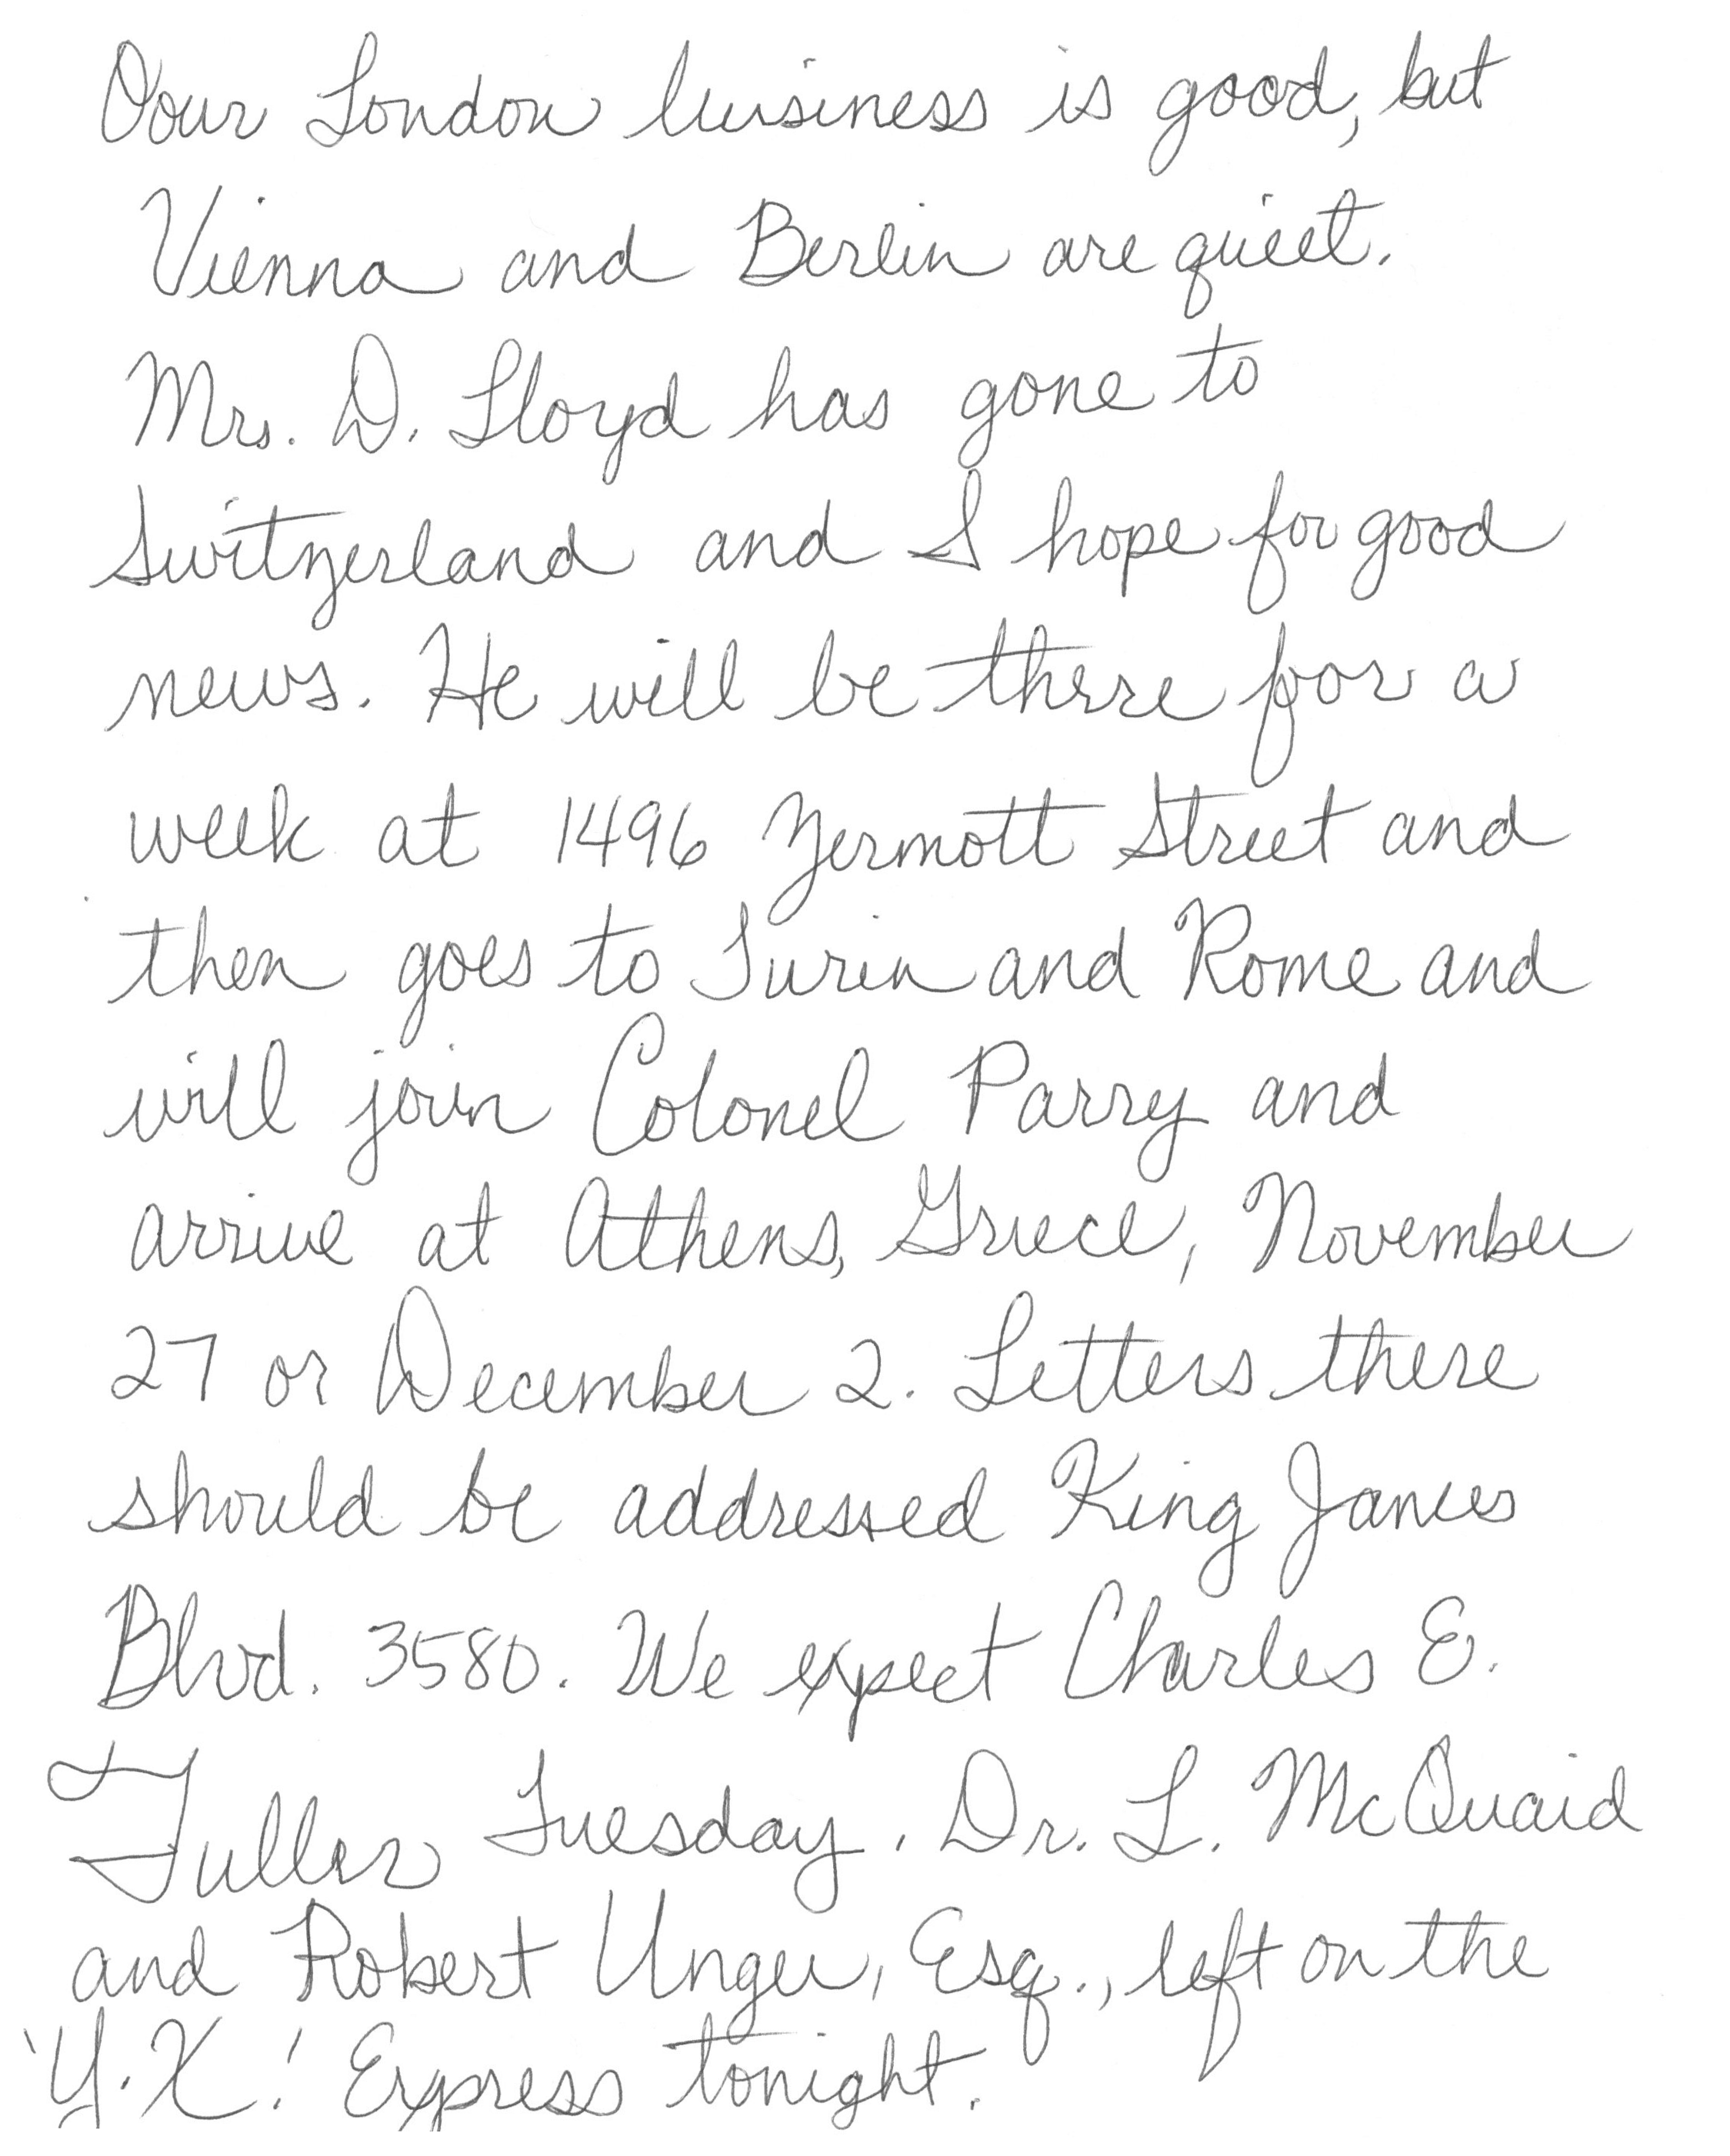 Oour London business is good, but
Vienna and Berlin are quiet.
Mrs. D. Lloyd has gone to
Switzerland and I hope for good
news. He will be there for a
week at 1496 Zermott Street and
then goes to Turin and Rome and
will join Colonel Parry and
arrive at Athens, Greece, November
27 or December 2. Letters there
should be addressed King James
Blvd. 3580. We expect Charles E.
Fuller Tuesday. Dr. L. McQuaid
and Robert Unger, Esq., left on the
'Y.X.' Express tonight.